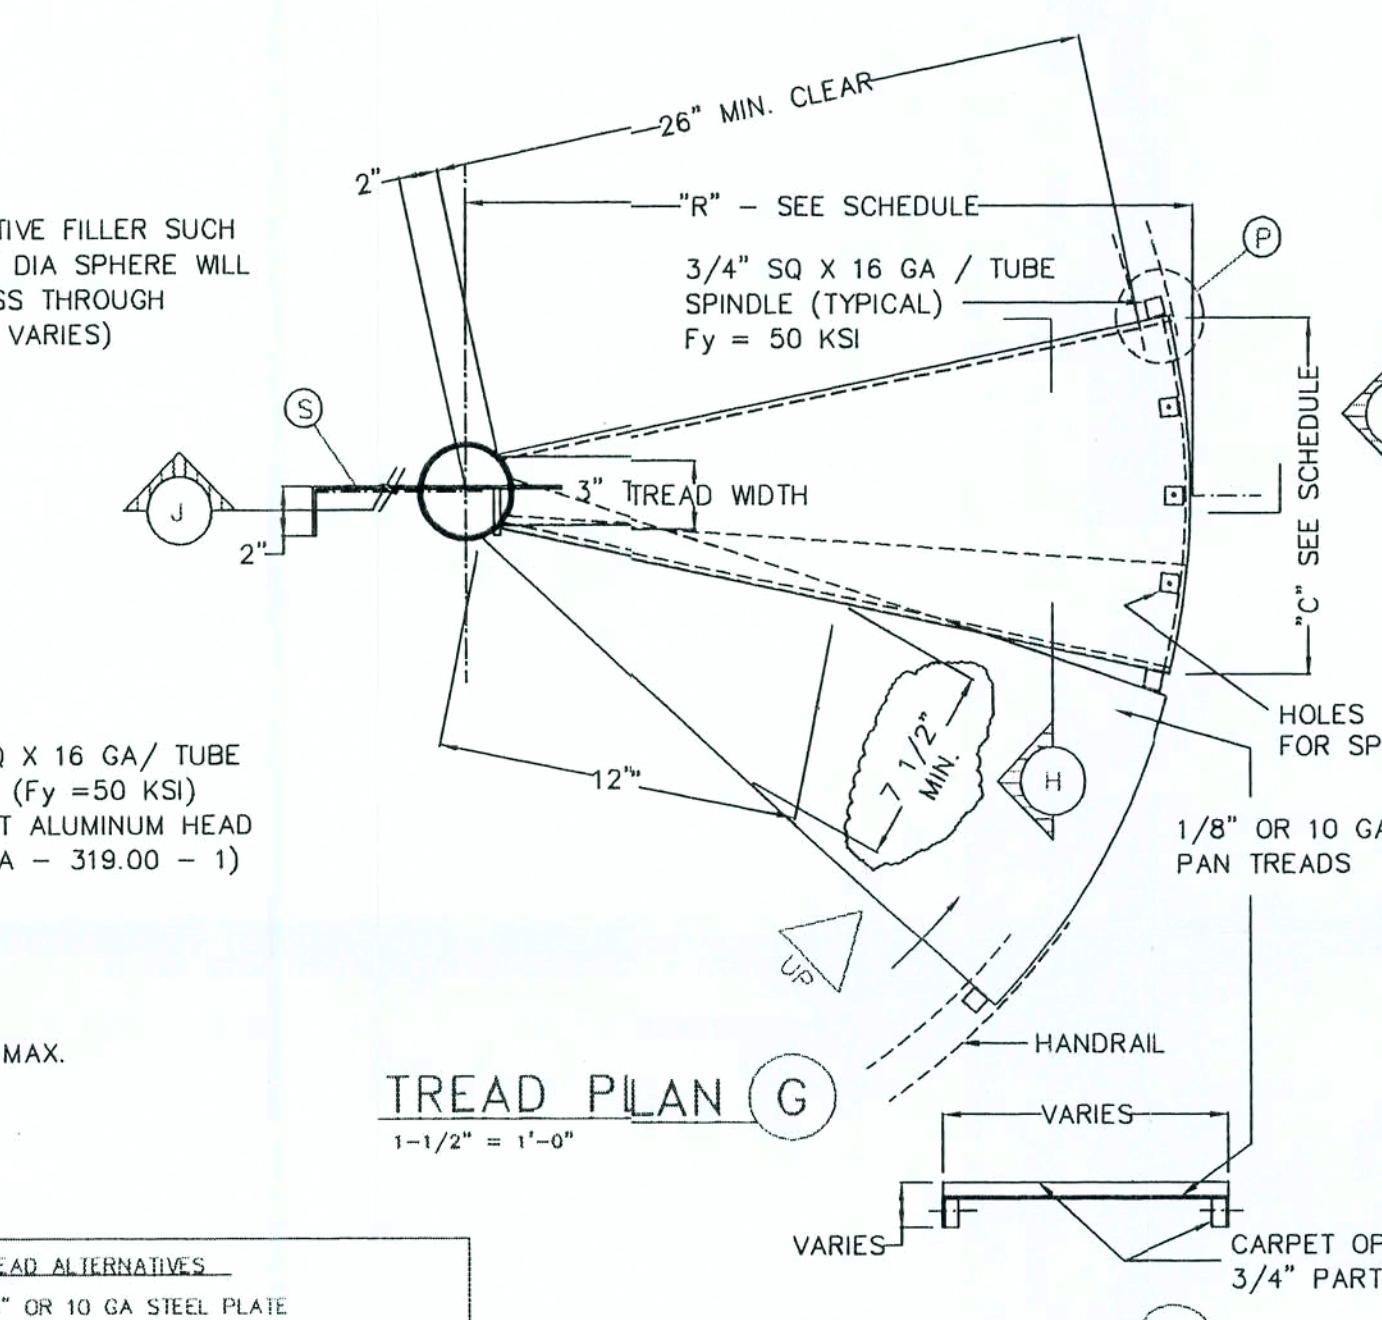 26" MIN. CLEAR
2"
"R" - SEE SCHEDULE
P
TIVE FILLER SUCH
DIA SPHERE WILL
SS THROUGH
VARIES)
3/4" SQ X 16 GA / TUBE
SPINDLE (TYPICAL)
Fy = 50 KSI
S
J
2"
3" TREAD WIDTH
"C" SEE SCHEDULE
Q X 16 GA/ TUBE
(Fy =50 KSI)
T ALUMINUM HEAD
A - 319.00 - 1)
12"
7 1/2"
MIN.
H
HOLES
FOR SP
1/8" OR 10 GA
PAN TREADS
UP
MAX.
HANDRAIL
TREAD PLAN G
1-1/2" = 1'-0"
VARIES
VARIES
CARPET OP
3/4" PART
EAD ALTERNATIVES
" OR 10 GA STEEL PLATE